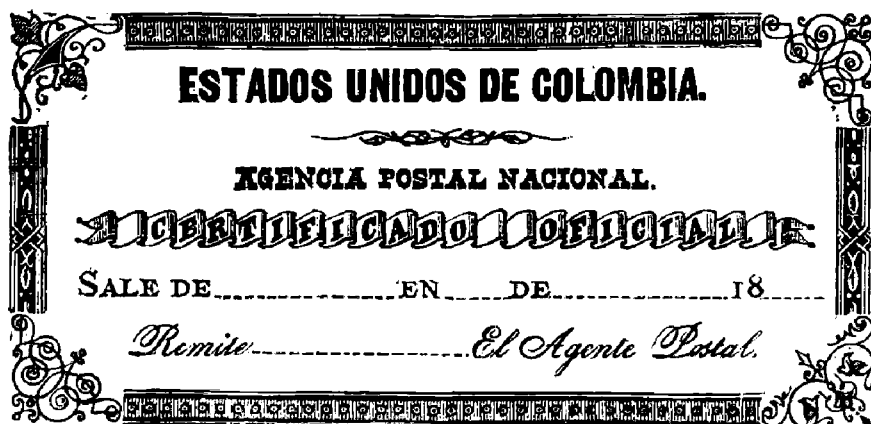 ESTADOS UNIDOS DE COLOMBIA.
AGENCIA POSTAL NACIONAL.
CERTIFICADO OFICIAL.
SALE DE EN DE 18
Remite El Agente Postal.